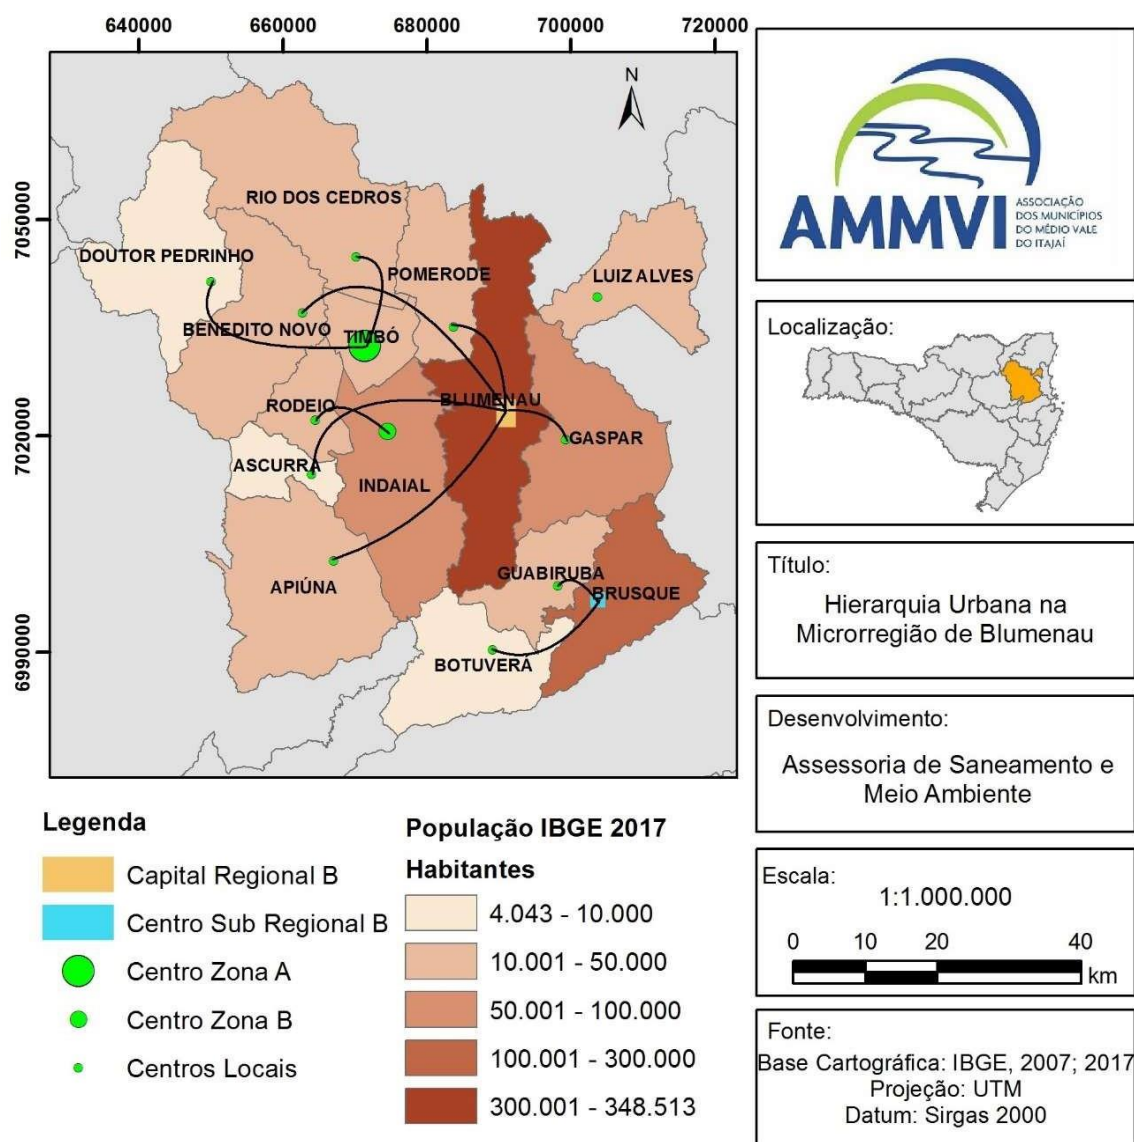 640000
660000
680000
700000
720000
7050000
7020000
6990000
N
RIO DOS CEDROS
DOUTOR PEDRINHO
POMERODE
LUIZ ALVES
BENEDITO NOVO
TIMBÓ
RODEIO
BLUMENAU
GASPAR
ASCURRA
INDAIAL
APIÚNA
GUABIRUBA
BRUSQUE
BOTUVERÁ
AMMVI
ASSOCIAÇÃO
DOS MUNICÍPIOS
DO MÉDIO VALE
DO ITAJAÍ
Localização:
Título:
Hierarquia Urbana na
Microrregião de Blumenau
Desenvolvimento:
Assessoria de Saneamento e
Meio Ambiente
Escala:
1:1.000.000
0 10 20 40
km
Fonte:
Base Cartográfica: IBGE, 2007; 2017
Projeção: UTM
Datum: Sirgas 2000
Legenda
Capital Regional B
Centro Sub Regional B
Centro Zona A
Centro Zona B
Centros Locais
População IBGE 2017
Habitantes
4.043 - 10.000
10.001 - 50.000
50.001 - 100.000
100.001 - 300.000
300.001 - 348.513